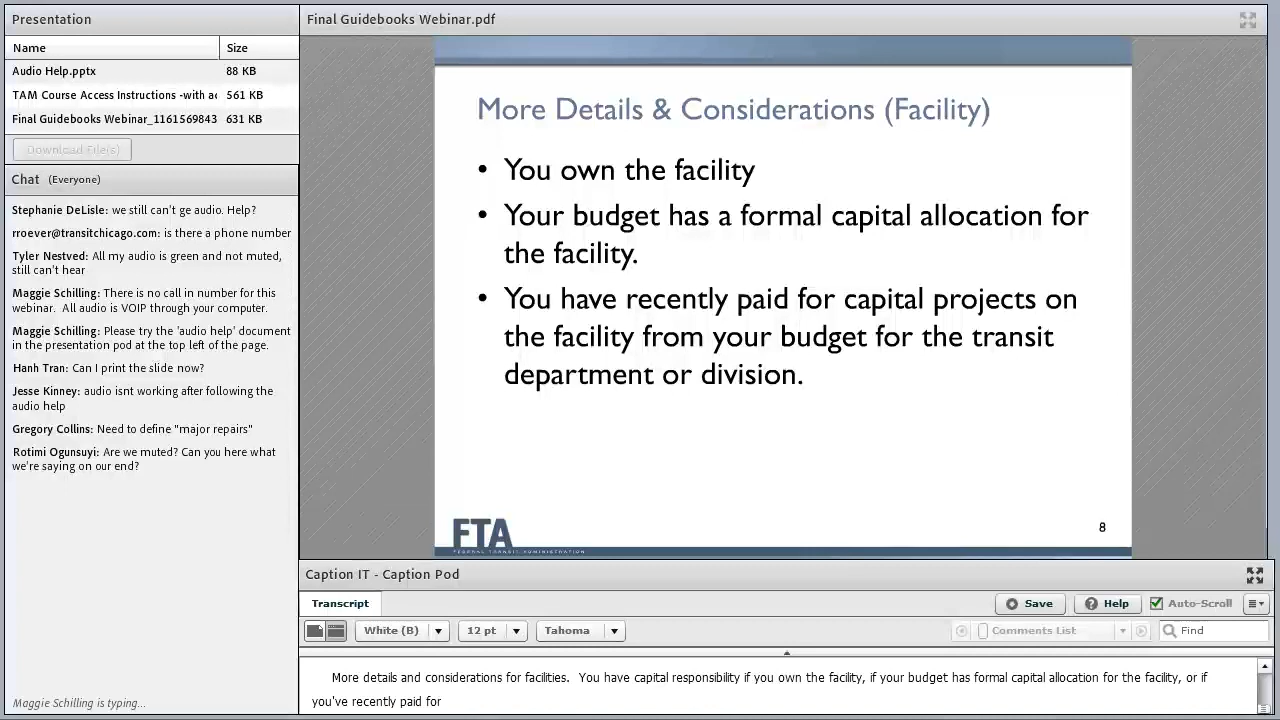 Presentation
Name Size
Audio Help.pptx 88 KB
TAM Course Access Instructions -with ac 561 KB
Final Guidebooks Webinar_1161569843 631 KB
Download File(s)
Chat (Everyone)
Stephanie DeLisle: we still can't ge audio. Help?
rroever@transitchicago.com: is there a phone number
Tyler Nestved: All my audio is green and not muted,
still can't hear
Maggie Schilling: There is no call in number for this
webinar. All audio is VOIP through your computer.
Maggie Schilling: Please try the 'audio help' document
in the presentation pod at the top left of the page.
Hanh Tran: Can I print the slide now?
Jesse Kinney: audio isnt working after following the
audio help
Gregory Collins: Need to define "major repairs"
Rotimi Ogunsuyi: Are we muted? Can you here what
we're saying on our end?
Maggie Schilling is typing...
Final Guidebooks Webinar.pdf
More Details & Considerations (Facility)
• You own the facility
• Your budget has a formal capital allocation for
the facility.
• You have recently paid for capital projects on
the facility from your budget for the transit
department or division.
FTA
FEDERAL TRANSIT ADMINISTRATION
8
Caption IT - Caption Pod
Transcript Save Help Auto-Scroll
White (B) 12 pt Tahoma Comments List Find
More details and considerations for facilities. You have capital responsibility if you own the facility, if your budget has formal capital allocation for the facility, or if
you've recently paid for